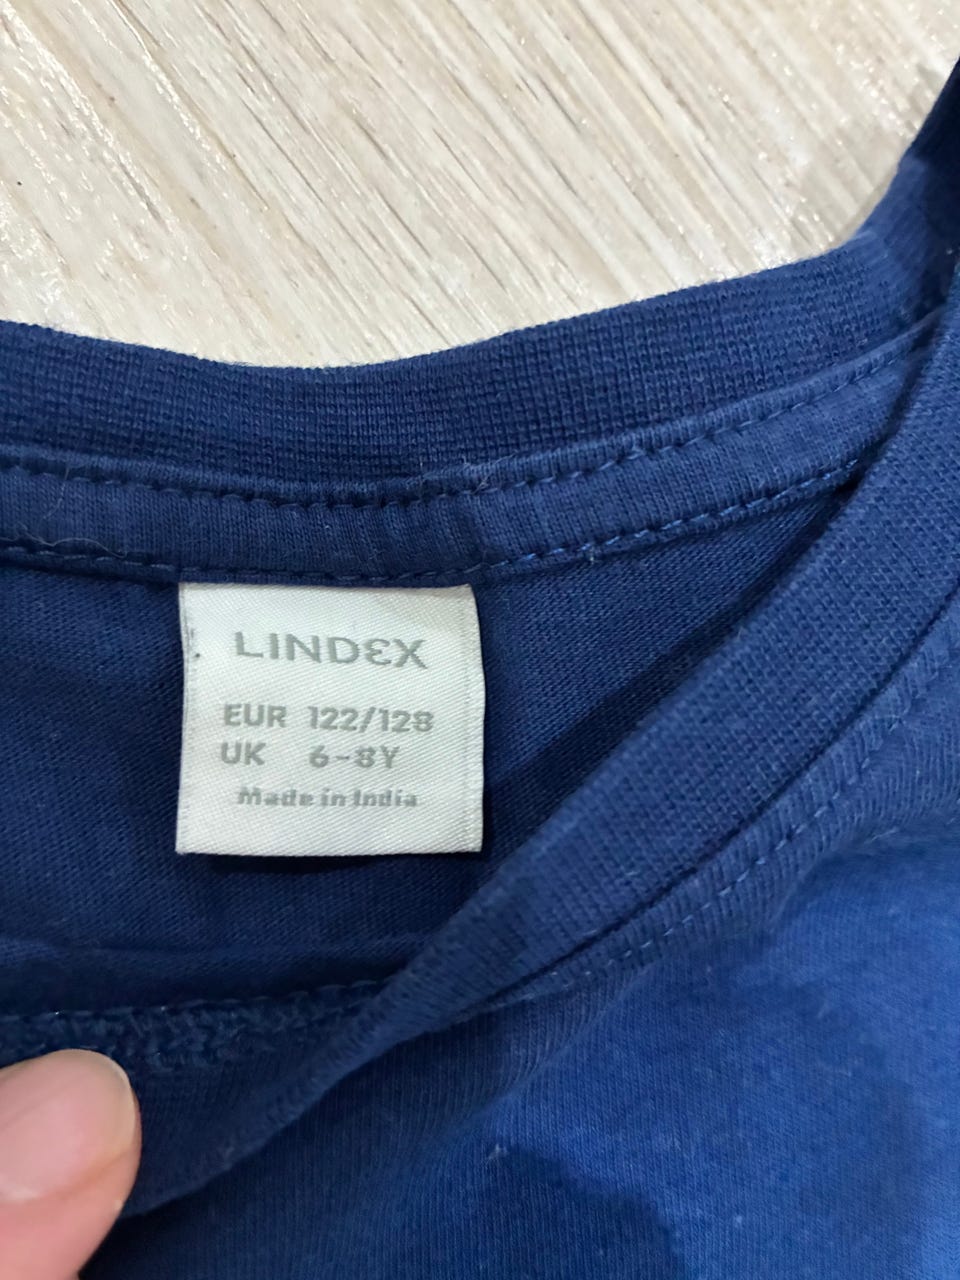 LINDEX
EUR 122/128
UK 6-8Y
Made in India